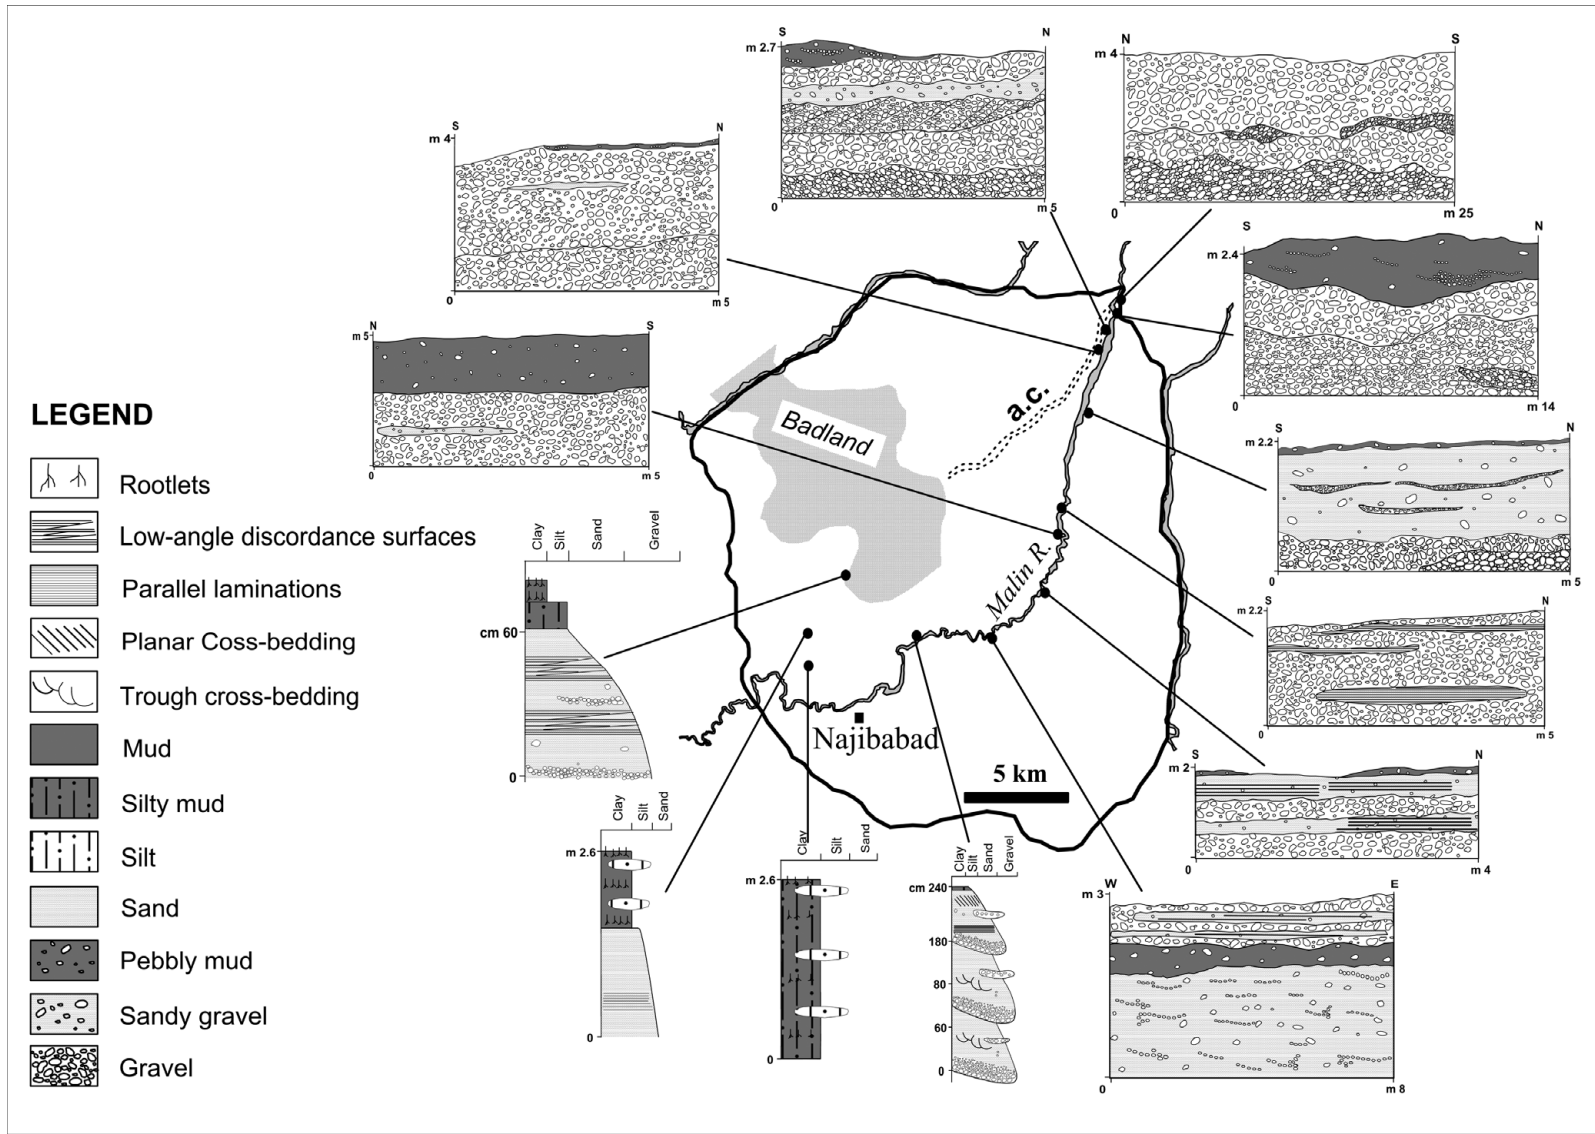 S
N
m 2.7
0
m 5
N
S
m 4
0
m 25
S
N
m 4
0
m 5
S
N
m 2.4
0
m 14
N
S
m 5
0
m 5
S
N
m 2.2
0
m 5
S
N
m 2.2
0
m 5
S
N
m 2
0
m 4
W
E
m 3
0
m 8
a.c.
Badland
Malin R.
Najibabad
5 km
LEGEND
Rootlets
Low-angle discordance surfaces
Parallel laminations
Planar Coss-bedding
Trough cross-bedding
Mud
Silty mud
Silt
Sand
Pebbly mud
Sandy gravel
Gravel
Clay
Silt
Sand
Gravel
cm 60
0
Clay
Silt
Sand
m 2.6
0
Clay
Silt
Sand
m 2.6
0
Clay
Silt
Sand
Gravel
cm 240
180
80
60
0